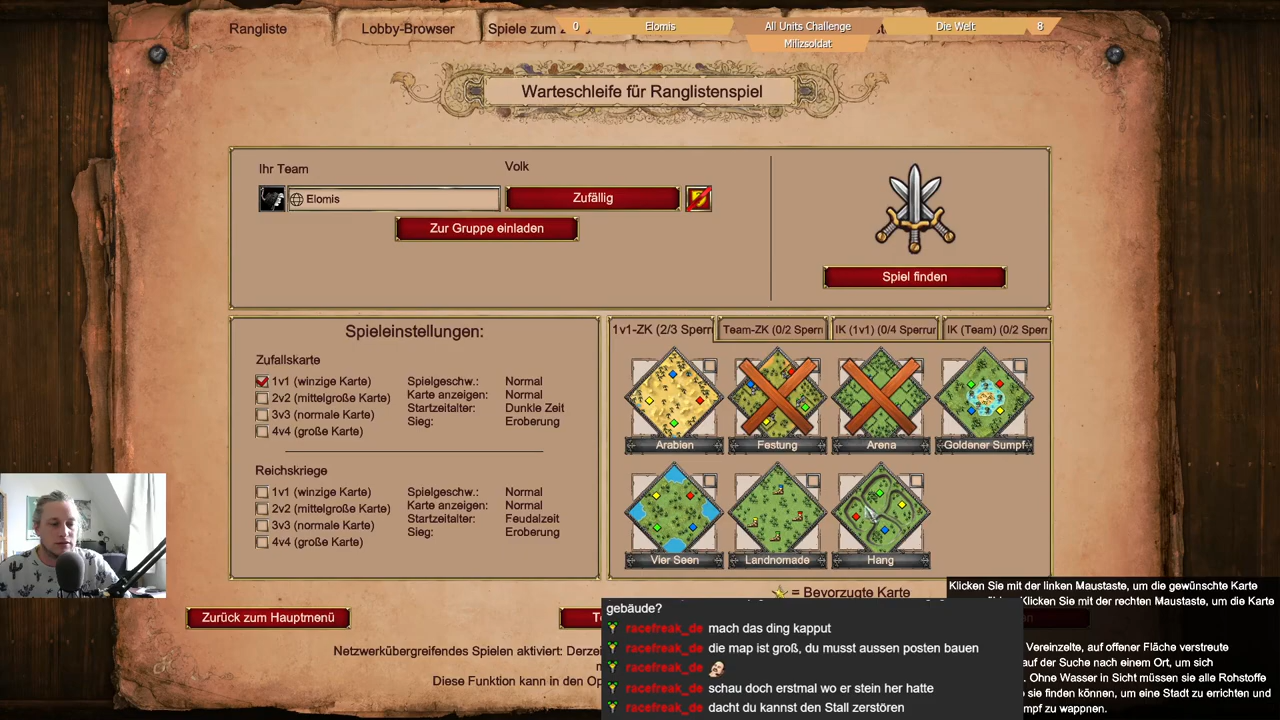 Rangliste
Lobby-Browser
Spiele zum
0 Elomis All Units Challenge Die Welt 8
Milizsoldat
Warteschleife für Ranglistenspiel
Ihr Team
Volk
Elomis
Zufällig
Zur Gruppe einladen
Spiel finden
Spieleinstellungen:
Zufallskarte
1v1 (winzige Karte)
2v2 (mittelgroße Karte)
3v3 (normale Karte)
4v4 (große Karte)
Spielgeschw.: Normal
Karte anzeigen: Normal
Startzeitalter: Dunkle Zeit
Sieg: Eroberung
Reichskriege
1v1 (winzige Karte)
2v2 (mittelgroße Karte)
3v3 (normale Karte)
4v4 (große Karte)
Spielgeschw.: Normal
Karte anzeigen: Normal
Startzeitalter: Feudalzeit
Sieg: Eroberung
1v1-ZK (2/3 Sperr
Team-ZK (0/2 Sperr
IK (1v1) (0/4 Sperrur
IK (Team) (0/2 Sperr
Arabien
Festung
Arena
Goldener Sumpf
Vier Seen
Landnomade
Hang
= Bevorzugte Karte
Klicken Sie mit der linken Maustaste, um die gewünschte Karte
Klicken Sie mit der rechten Maustaste, um die Karte
Zurück zum Hauptmenü
Netzwerkübergreifendes Spielen aktiviert: Derzei
Diese Funktion kann in den Op
Vereinzelte, auf offener Fläche verstreute
auf der Suche nach einem Ort, um sich
. Ohne Wasser in Sicht müssen sie alle Rohstoffe
sie finden können, um eine Stadt zu errichten und
mpf zu wappnen.
gebäude?
racefreak_de mach das ding kapput
racefreak_de die map ist groß, du musst aussen posten bauen
racefreak_de
racefreak_de schau doch erstmal wo er stein her hatte
racefreak_de dacht du kannst den Stall zerstören